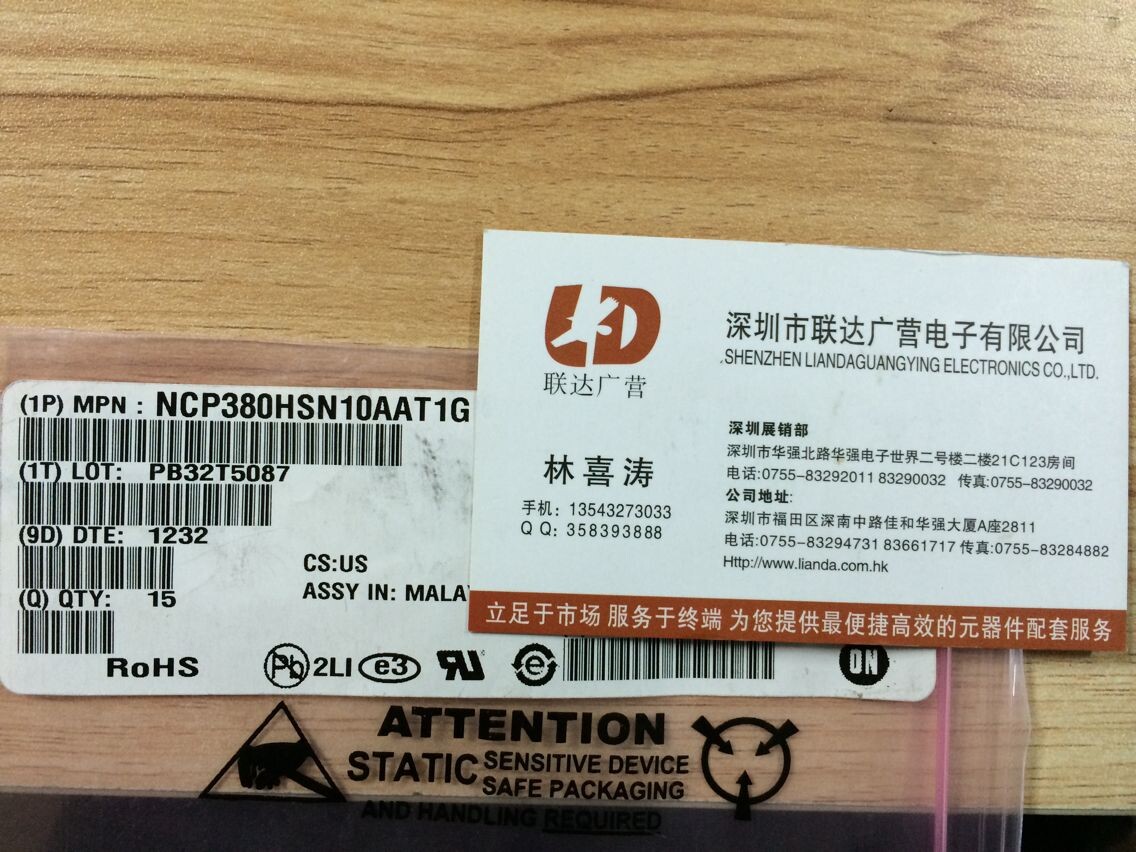 (1P) MPN : NCP380HSN10AAT1G
(1T) LOT: PB32T5087
(9D) DTE: 1232
(Q) QTY: 15
CS:US
ASSY IN:
RoHS
Pb 2LI e3 e
ON
ATTENTION
STATIC SENSITIVE DEVICE
SAFE PACKAGING
AND HANDLING REQUIRED
LD
联达广营
深圳市联达广营电子有限公司
SHENZHEN LIANDAGUANGYING ELECTRONICS CO.,LTD.
林喜涛
手机: 13543273033
Q Q: 358393888
深圳展销部
深圳市华强北路华强电子世界二号楼二楼21C123房间
电话:0755-83292011 83290032 传真:0755-83290032
公司地址:
深圳市福田区深南中路佳和华强大厦A座2811
电话:0755-83294731 83661717 传真:0755-83284882
Http://www.lianda.com.hk
立足于市场 服务于终端 为您提供最便捷高效的元器件配套服务